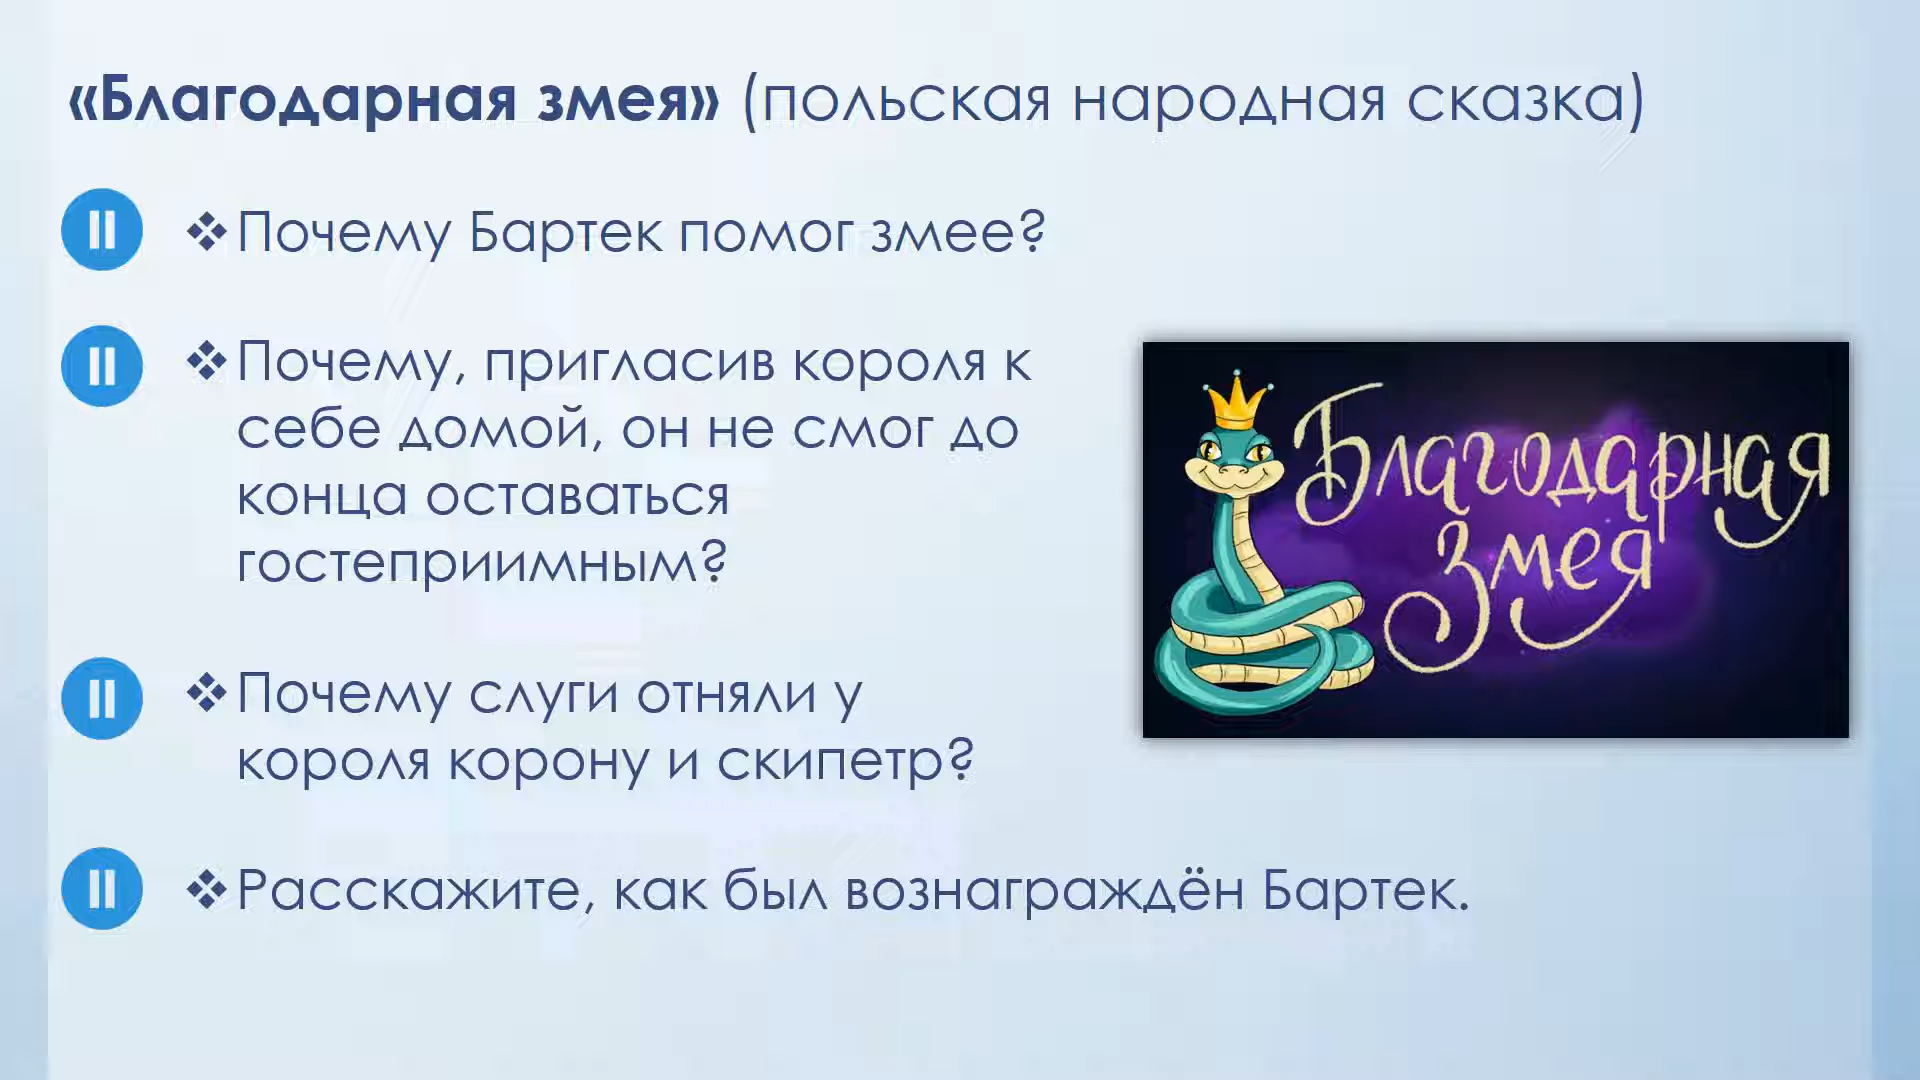 «Благодарная змея» (польская народная сказка)
❖Почему Бартек помог змее?
❖Почему, пригласив короля к
себе домой, он не смог до
конца оставаться
гостеприимным?
❖Почему слуги отняли у
короля корону и скипетр?
❖Расскажите, как был вознаграждён Бартек.
Благодарная
Змея